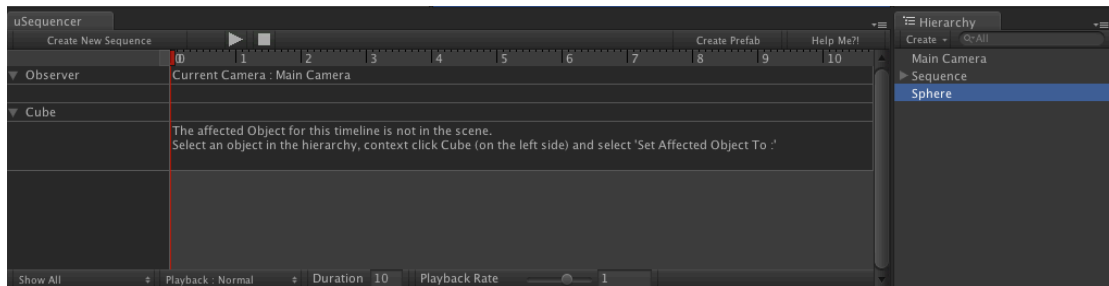 uSequencer
Create New Sequence
Create Prefab
Help Me?!
0 1 2 3 4 5 6 7 8 9 10
Observer
Current Camera : Main Camera
Cube
The affected Object for this timeline is not in the scene.
Select an object in the hierarchy, context click Cube (on the left side) and select 'Set Affected Object To :'
Show All
Playback : Normal
Duration 10
Playback Rate
1
Hierarchy
Create
All
Main Camera
Sequence
Sphere